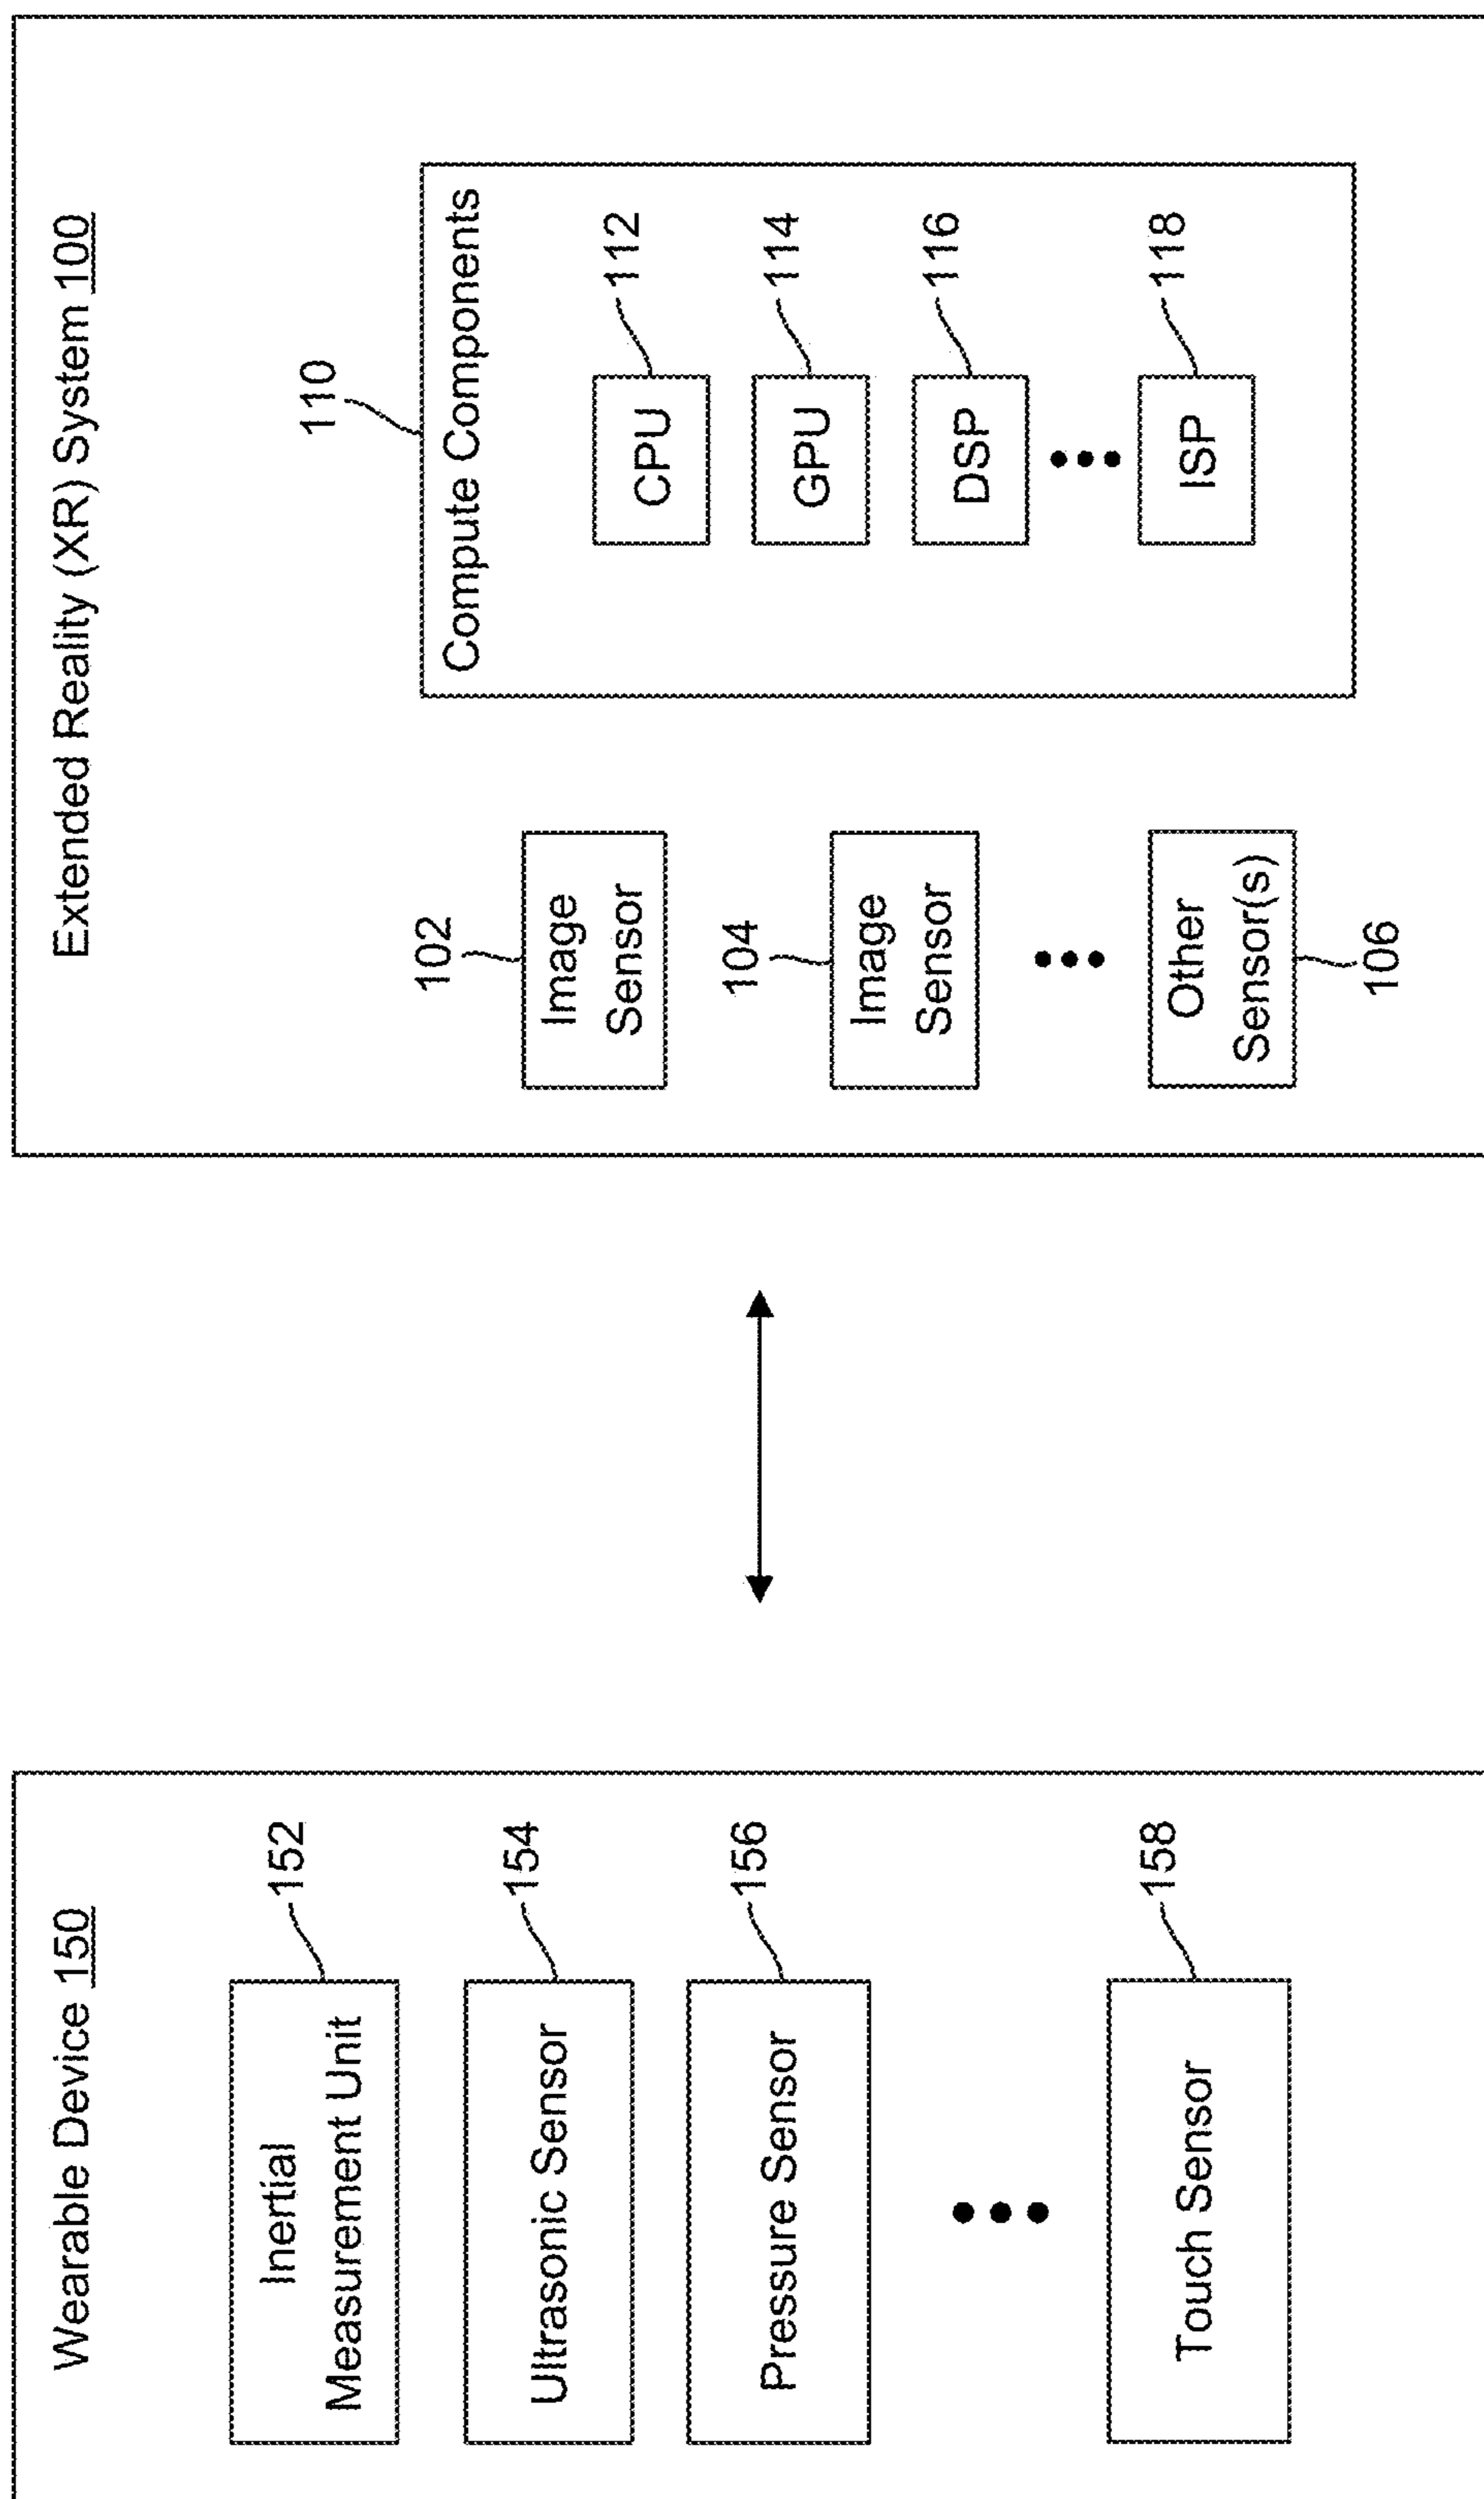 Wearable Device 150
Inertial
Measurement Unit
152
Ultrasonic Sensor
154
Pressure Sensor
156
Touch Sensor
158
Extended Reality (XR) System 100
110
102
Image
Sensor
104
Image
Sensor
Other
Sensor(s)
106
Compute Components
CPU
112
GPU
114
DSP
116
ISP
118